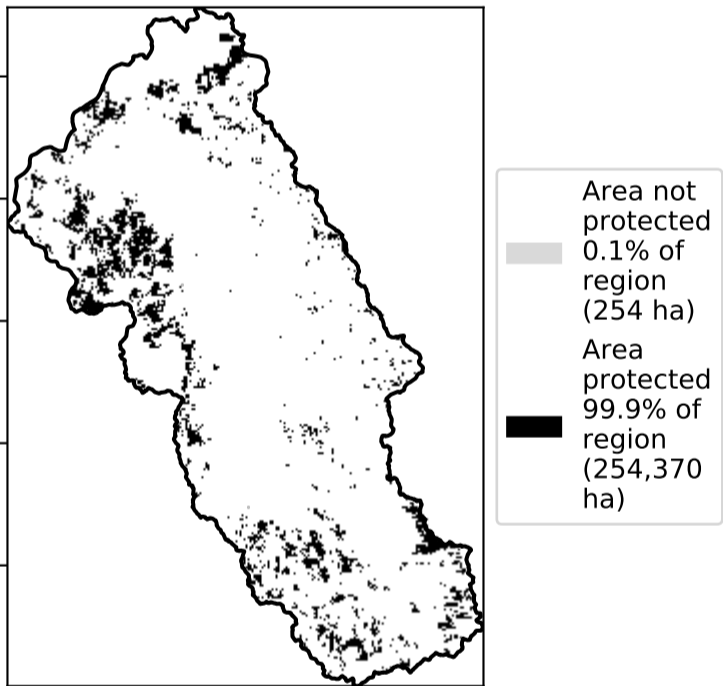 Area not
protected
0.1% of
region
(254 ha)
Area
protected
99.9% of
region
(254,370
ha)